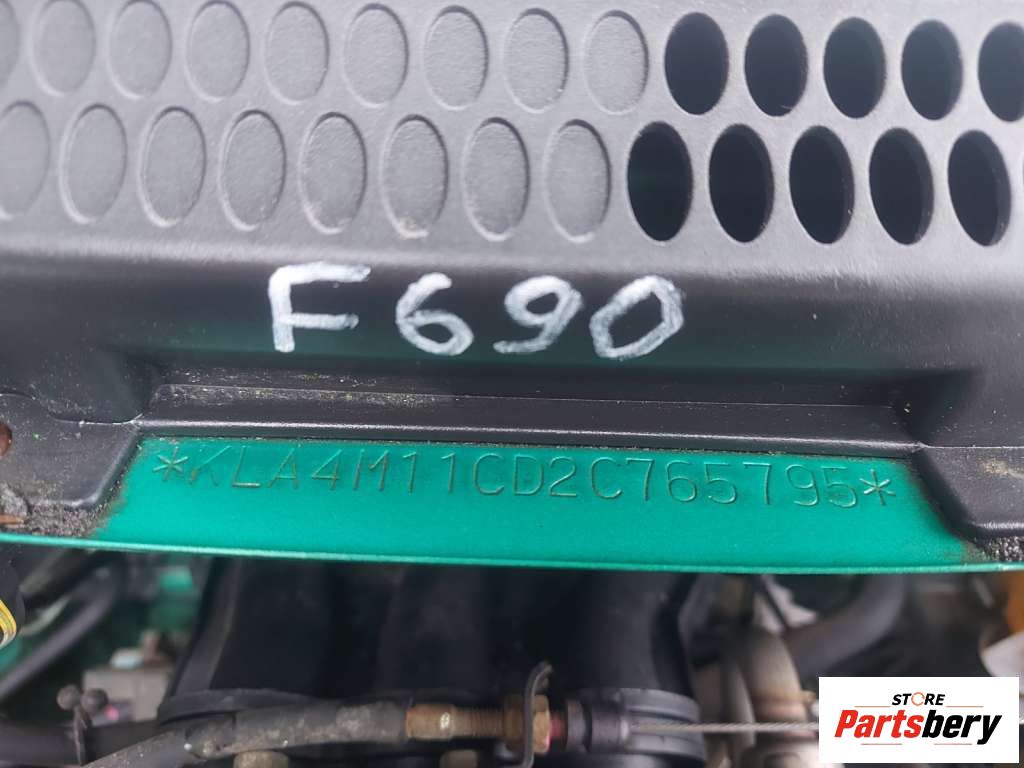 F690
*KLA4M11CD2C765795*
STORE
Partsbery